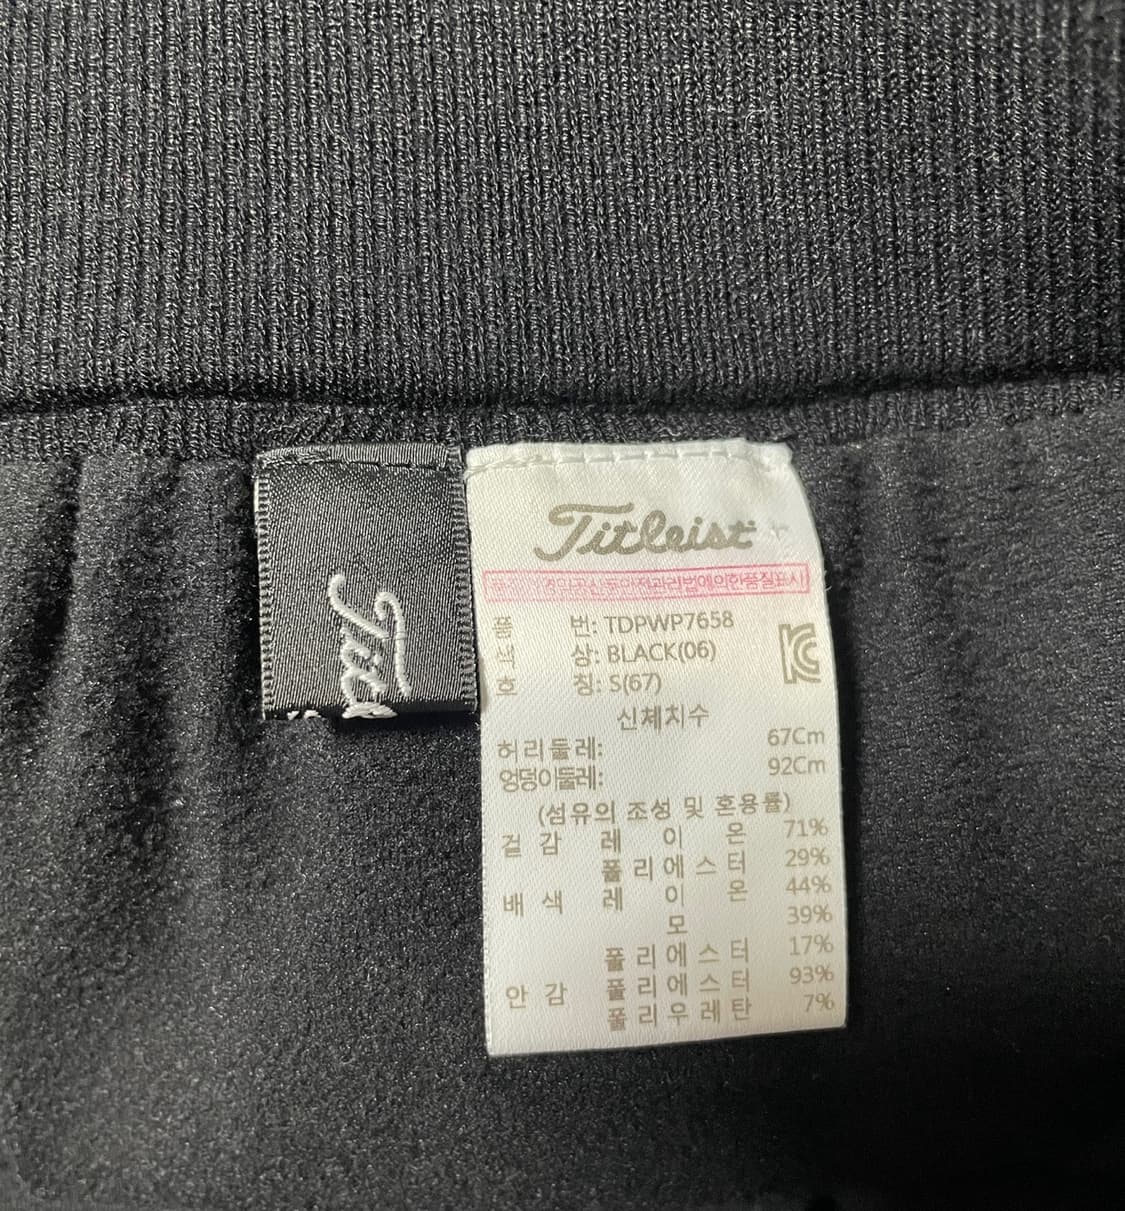 Titleist
품 번: TDPWP7658
색 상: BLACK(06)
호 칭: S(67)
신체치수
허리둘레: 67Cm
엉덩이둘레: 92Cm
(섬유의 조성 및 혼용률)
겉 감 레 이 온 71%
폴 리 에 스 터 29%
배 색 레 이 온 44%
모 39%
폴 리 에 스 터 17%
안 감 폴 리 에 스 터 93%
폴 리 우 레 탄 7%